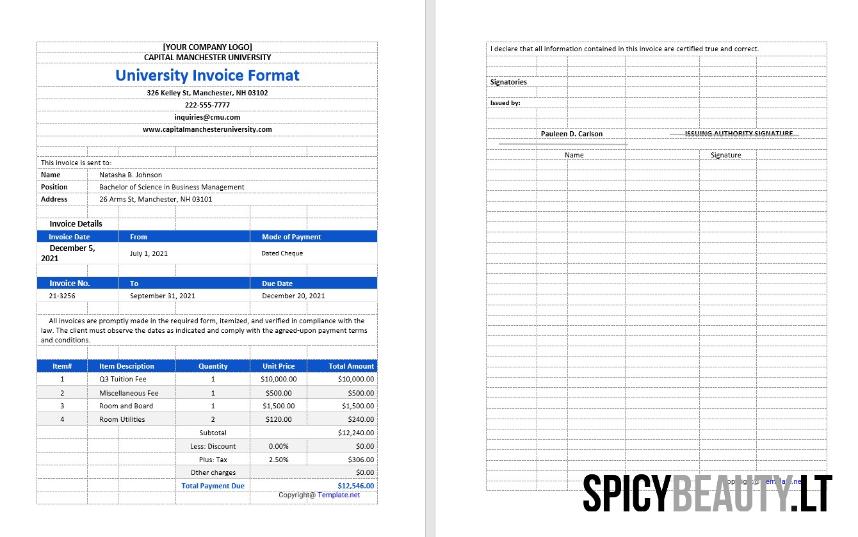 [YOUR COMPANY LOGO]
CAPITAL MANCHESTER UNIVERSITY
University Invoice Format
326 Kelley St, Manchester, NH 03102
222-555-7777
inquiries@cmu.com
www.capitalmanchesteruniversity.com
This invoice is sent to:
Name Natasha B. Johnson
Position Bachelor of Science in Business Management
Address 26 Arms St, Manchester, NH 03101
Invoice Details
Invoice Date From Mode of Payment
December 5,
2021 July 1, 2021 Dated Cheque
Invoice No. To Due Date
21-3256 September 31, 2021 December 20, 2021
All invoices are promptly made in the required form, itemized, and verified in compliance with the
law. The client must observe the dates as indicated and comply with the agreed-upon payment terms
and conditions.
Item# Item Description Quantity Unit Price Total Amount
1 Q3 Tuition Fee 1 $10,000.00 $10,000.00
2 Miscellaneous Fee 1 $500.00 $500.00
3 Room and Board 1 $1,500.00 $1,500.00
4 Room Utilities 2 $120.00 $240.00
Subtotal $12,240.00
Less: Discount 0.00% $0.00
Plus: Tax 2.50% $306.00
Other charges $0.00
Total Payment Due $12,546.00
Copyright@ Template.net
I declare that all information contained in this invoice are certified true and correct.
Signatories
Issued by:
Pauleen D. Carlson ISSUING AUTHORITY SIGNATURE
Name Signature
SPICYBEAUTY.LT